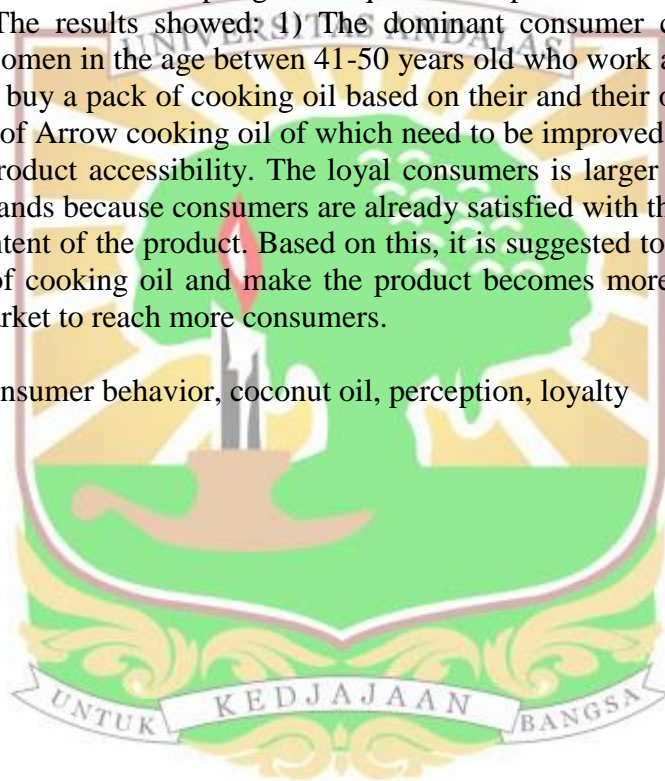 The results showed: 1) The dominant consumer
UNIVERSITAS ANDALAS
omen in the age betwen 41-50 years old who work a
buy a pack of cooking oil based on their and their
of Arrow cooking oil of which need to be improved
roduct accessibility. The loyal consumers is larger
ands because consumers are already satisfied with th
ntent of the product. Based on this, it is suggested to
of cooking oil and make the product becomes more
arket to reach more consumers.
nsumer behavior, coconut oil, perception, loyalty
UNTUK KEDJAJAAN BANGSA